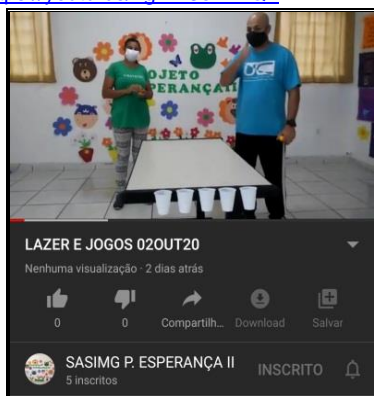 OJETO
PERANÇA II
LAZER E JOGOS 02OUT20
Nenhuma visualização · 2 dias atrás
0 0 Compartilh... Download Salvar
SASIMG P. ESPERANÇA II INSCRITO
5 inscritos